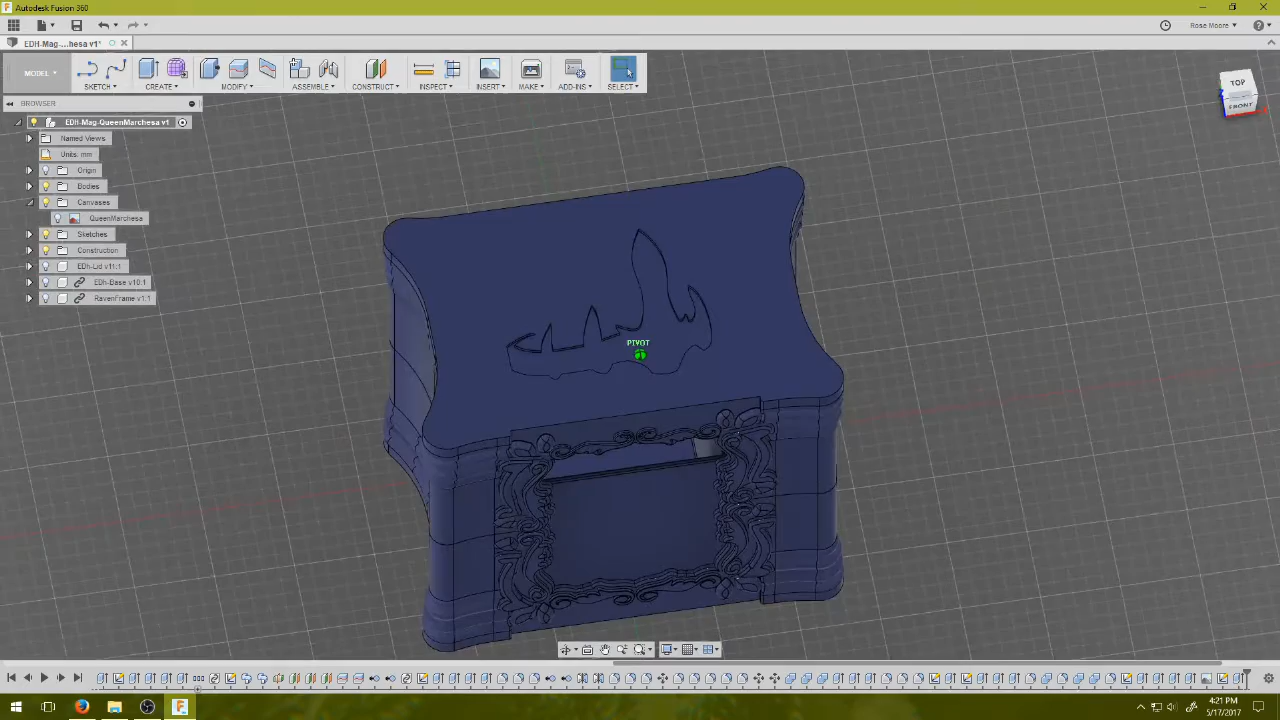 Autodesk Fusion 360
Rose Moore
EDH-Mag-...hesa v1*
MODEL
SKETCH
CREATE
MODIFY
ASSEMBLE
CONSTRUCT
INSPECT
INSERT
MAKE
ADD-INS
SELECT
TOP
FRONT
BROWSER
EDH-Mag-QueenMarchesa v1
Named Views
Units: mm
Origin
Bodies
Canvases
QueenMarchesa
Sketches
Construction
EDh-Lid v11:1
EDh-Base v10:1
RavenFrame v1:1
PIVOT
4:21 PM
5/17/2017